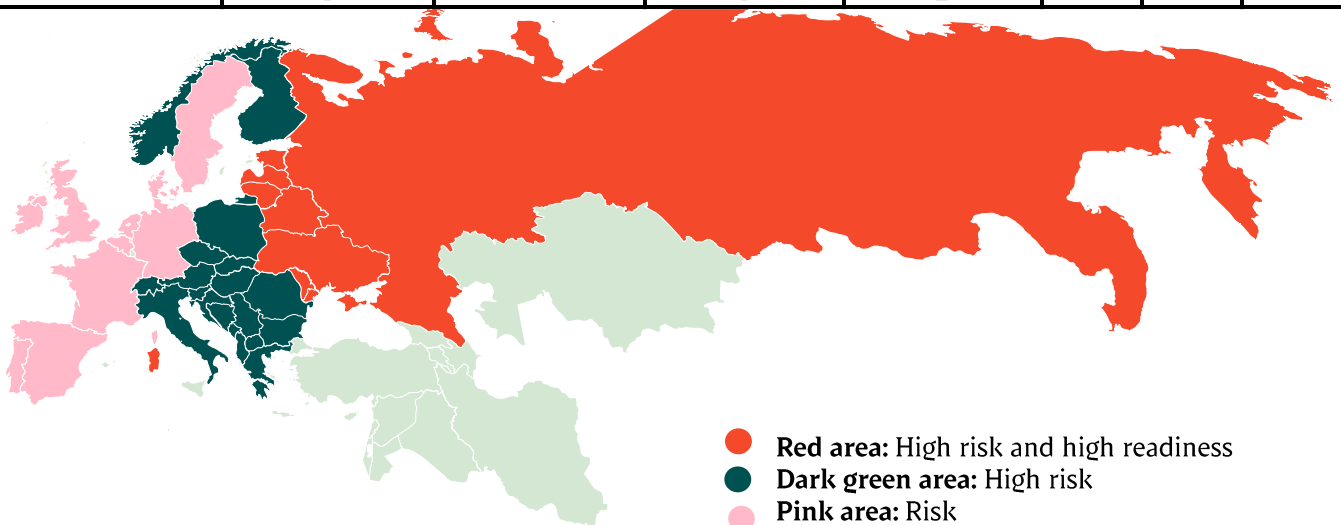 Red area: High risk and high readiness
Dark green area: High risk
Pink area: Risk